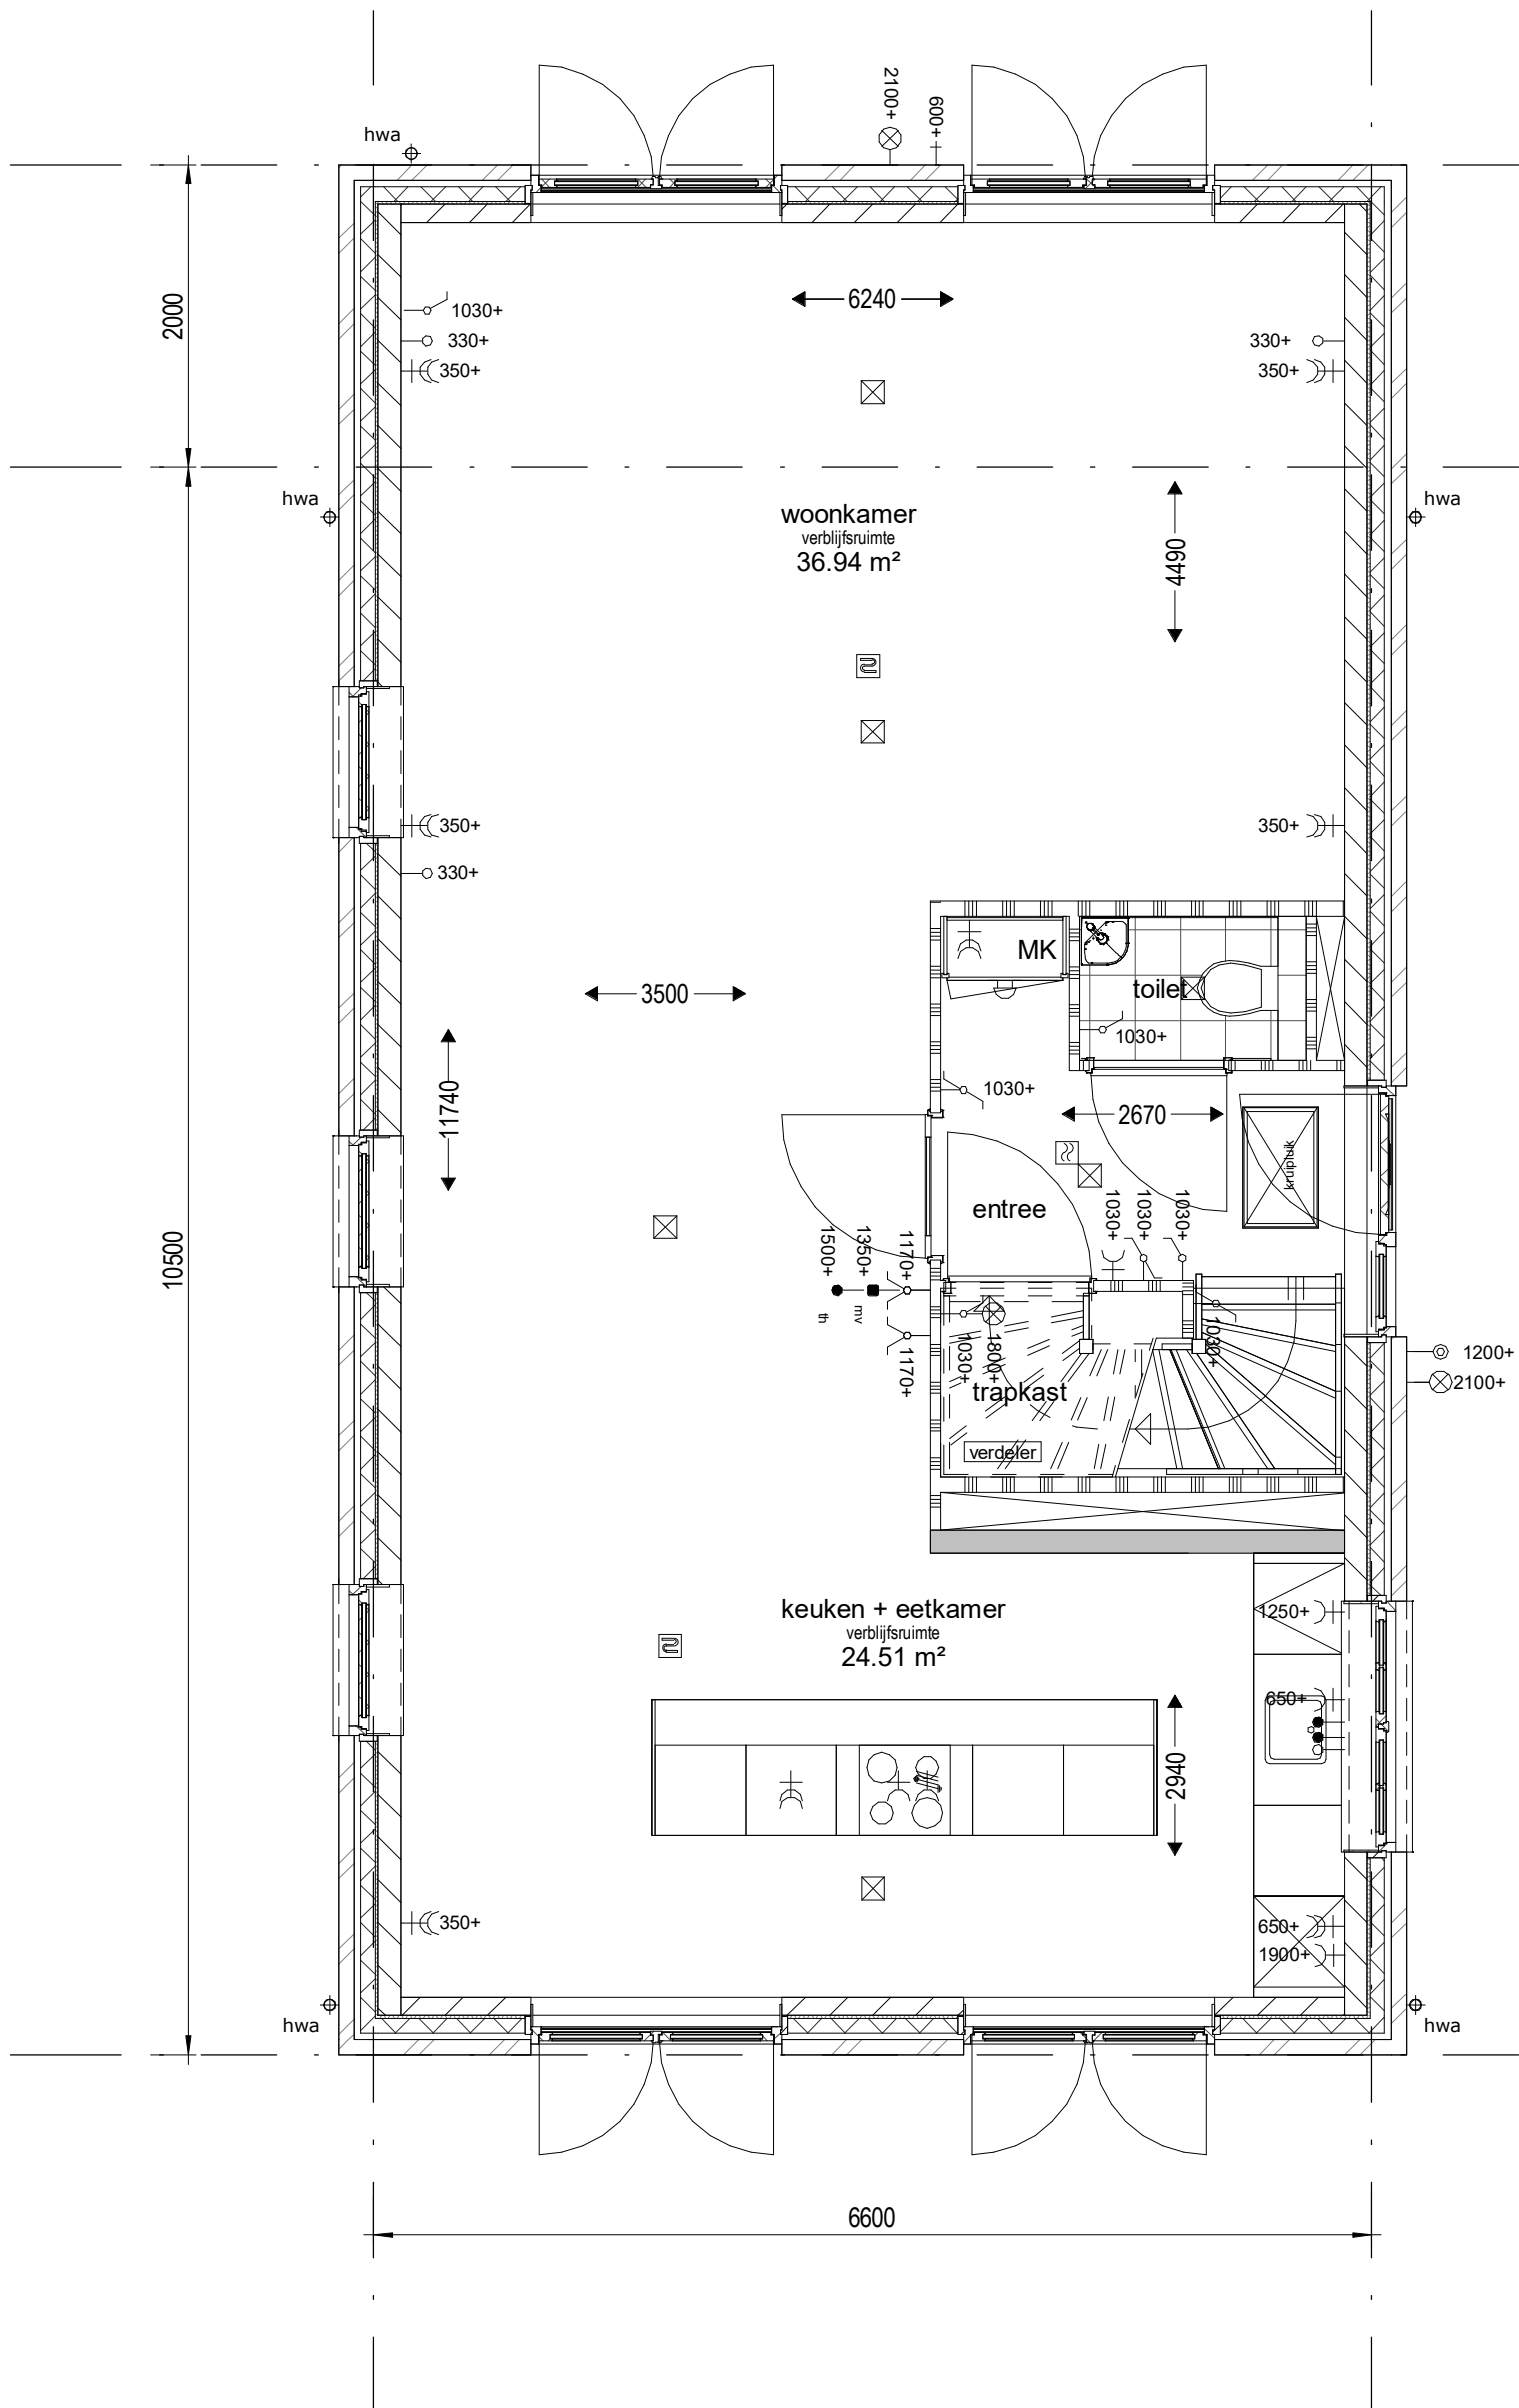 2100+
600+
hwa
2000
6240
1030+
330+
350+
330+
350+
hwa
hwa
woonkamer
verblijfsruimte
36.94 m²
4490
350+
330+
350+
MK
toilet
1030+
3500
11740
1030+
2670
kruipluik
entree
1030+
1030+
1030+
10500
1500+
1350+
1170+
th
mv
1170+
1030+
1800+
1030+
1200+
2100+
trapkast
verdeler
keuken + eetkamer
verblijfsruimte
24.51 m²
1250+
650+
2940
350+
650+
1900+
hwa
hwa
6600